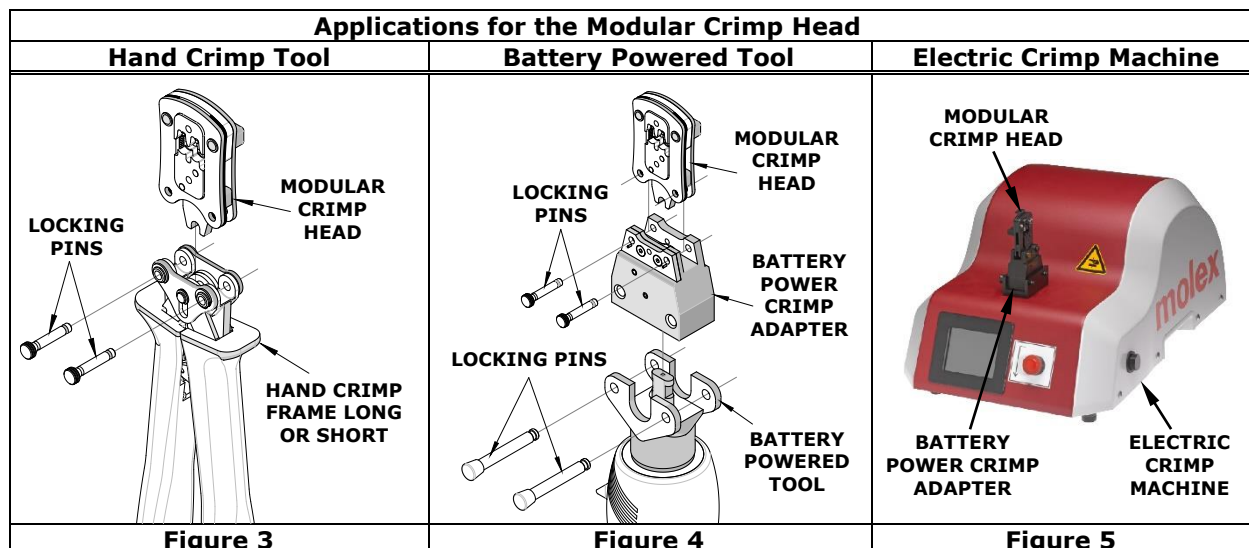 Applications for the Modular Crimp Head
Hand Crimp Tool
Battery Powered Tool
Electric Crimp Machine
MODULAR
CRIMP
HEAD
LOCKING
PINS
HAND CRIMP
FRAME LONG
OR SHORT
MODULAR
CRIMP
HEAD
LOCKING
PINS
BATTERY
POWER
CRIMP
ADAPTER
LOCKING PINS
BATTERY
POWERED
TOOL
MODULAR
CRIMP HEAD
molex
BATTERY
POWER CRIMP
ADAPTER
ELECTRIC
CRIMP
MACHINE
Figure 3
Figure 4
Figure 5